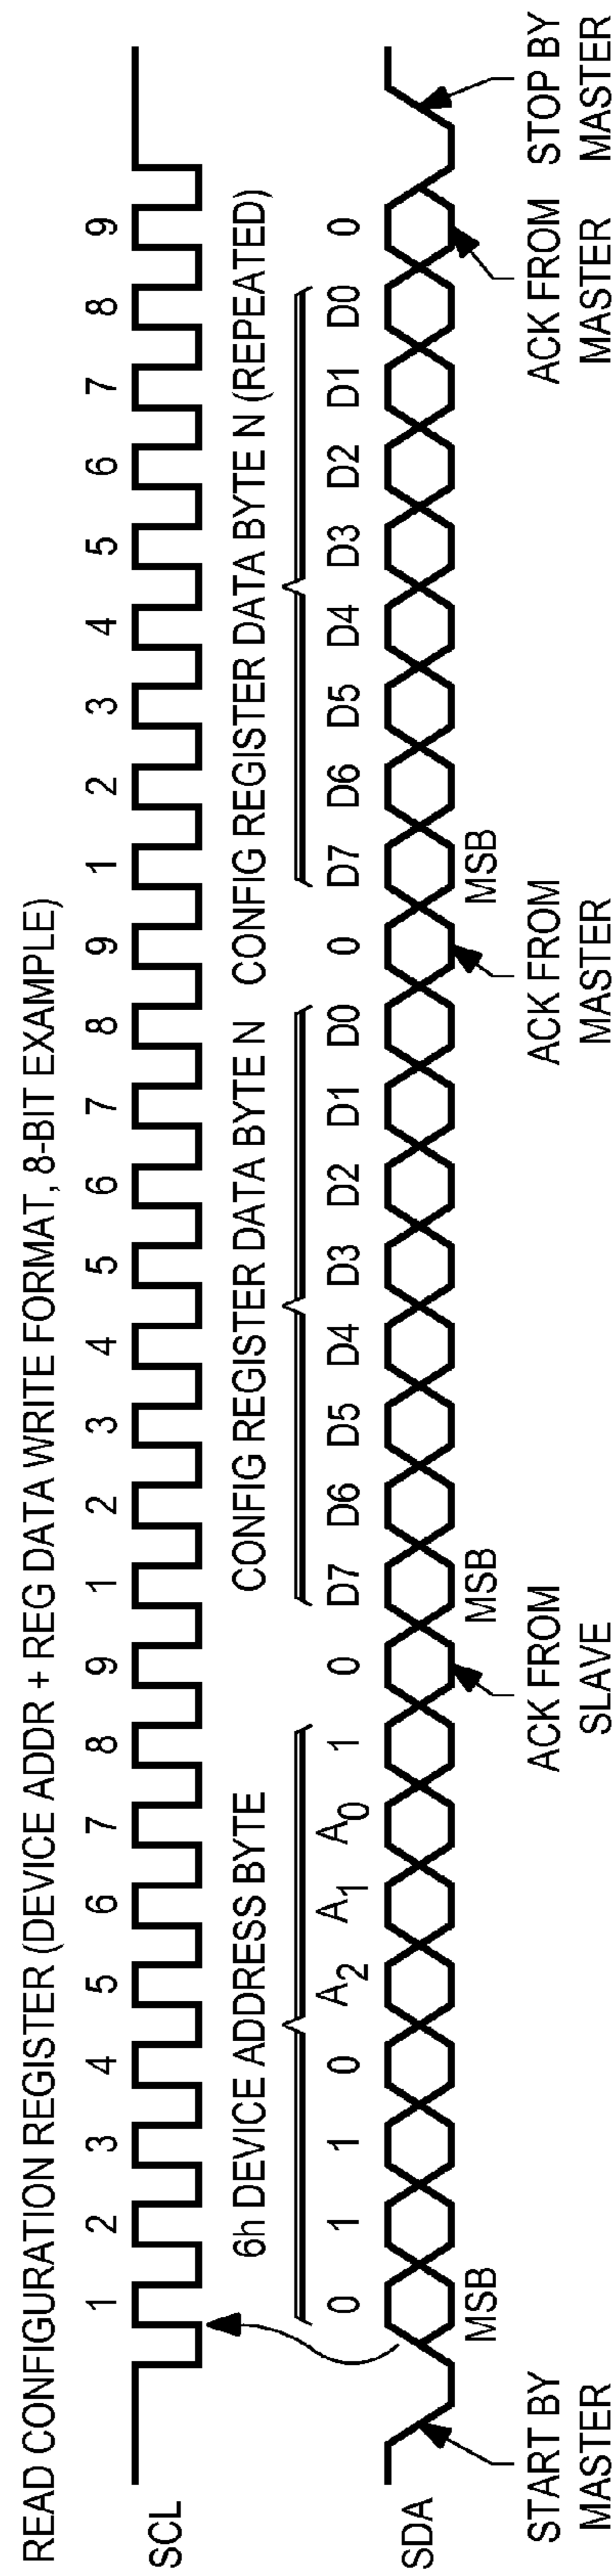 READ CONFIGURATION REGISTER (DEVICE ADDR + REG DATA WRITE FORMAT, 8-BIT EXAMPLE)
1 2 3 4 5 6 7 8 9 1 2 3 4 5 6 7 8 9 1 2 3 4 5 6 7 8 9
SCL
6h DEVICE ADDRESS BYTE CONFIG REGISTER DATA BYTE N CONFIG REGISTER DATA BYTE N (REPEATED)
0 1 1 0 A2 A1 A0 1 0 D7 D6 D5 D4 D3 D2 D1 D0 0 D7 D6 D5 D4 D3 D2 D1 D0 0
SDA
MSB MSB MSB
START BY ACK FROM ACK FROM ACK FROM STOP BY
MASTER SLAVE MASTER MASTER MASTER